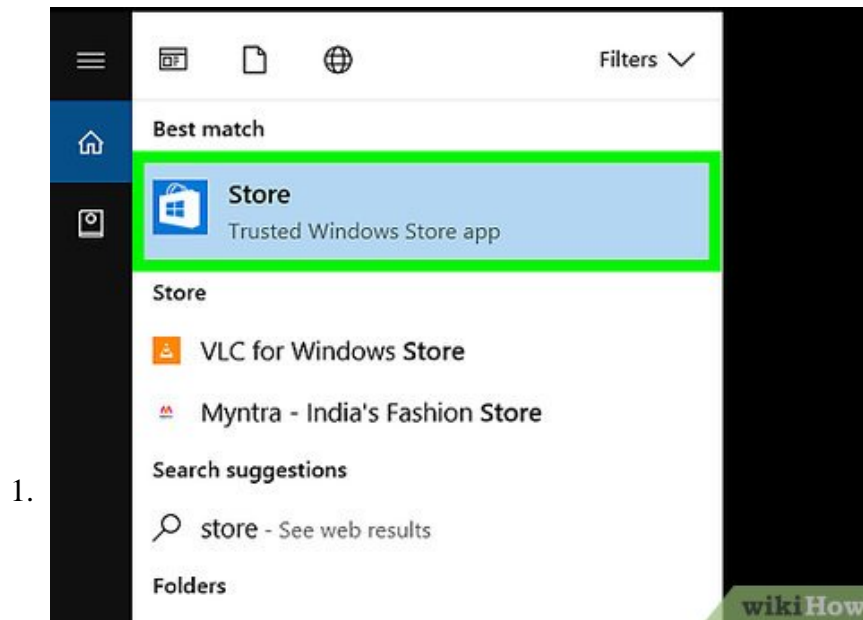 Filters
Best match
Store
Trusted Windows Store app
Store
VLC for Windows Store
Myntra - India's Fashion Store
Search suggestions
1.
store - See web results
Folders
wikiHow